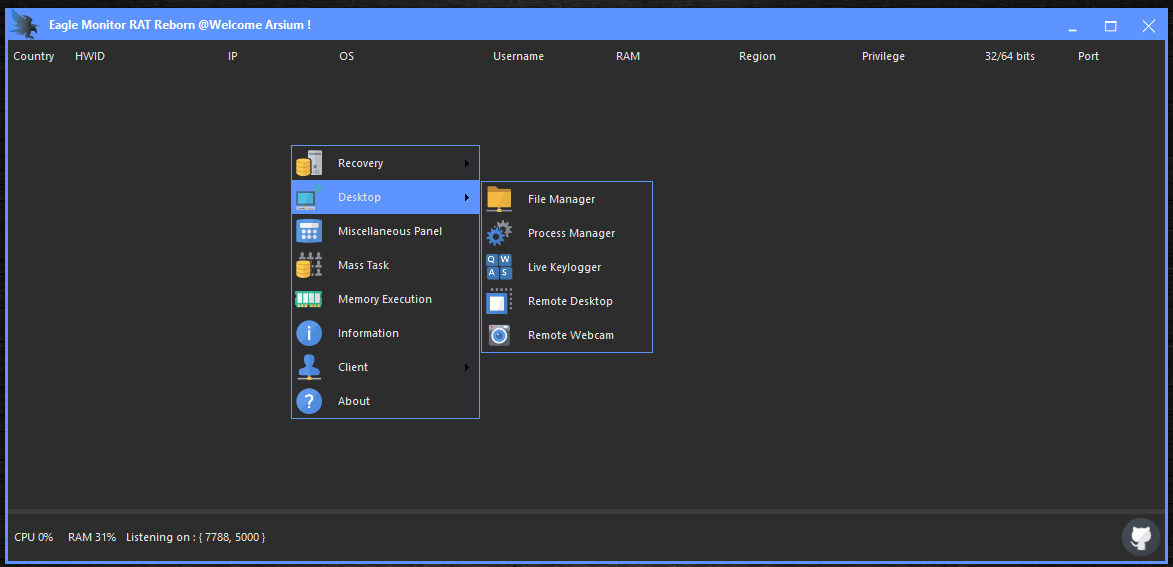 Eagle Monitor RAT Reborn @Welcome Arsium !
Country HWID IP OS Username RAM Region Privilege 32/64 bits Port
Recovery
Desktop
Miscellaneous Panel
Mass Task
Memory Execution
Information
Client
About
File Manager
Process Manager
Q W
A S
Live Keylogger
Remote Desktop
Remote Webcam
CPU 0% RAM 31% Listening on : { 7788, 5000 }